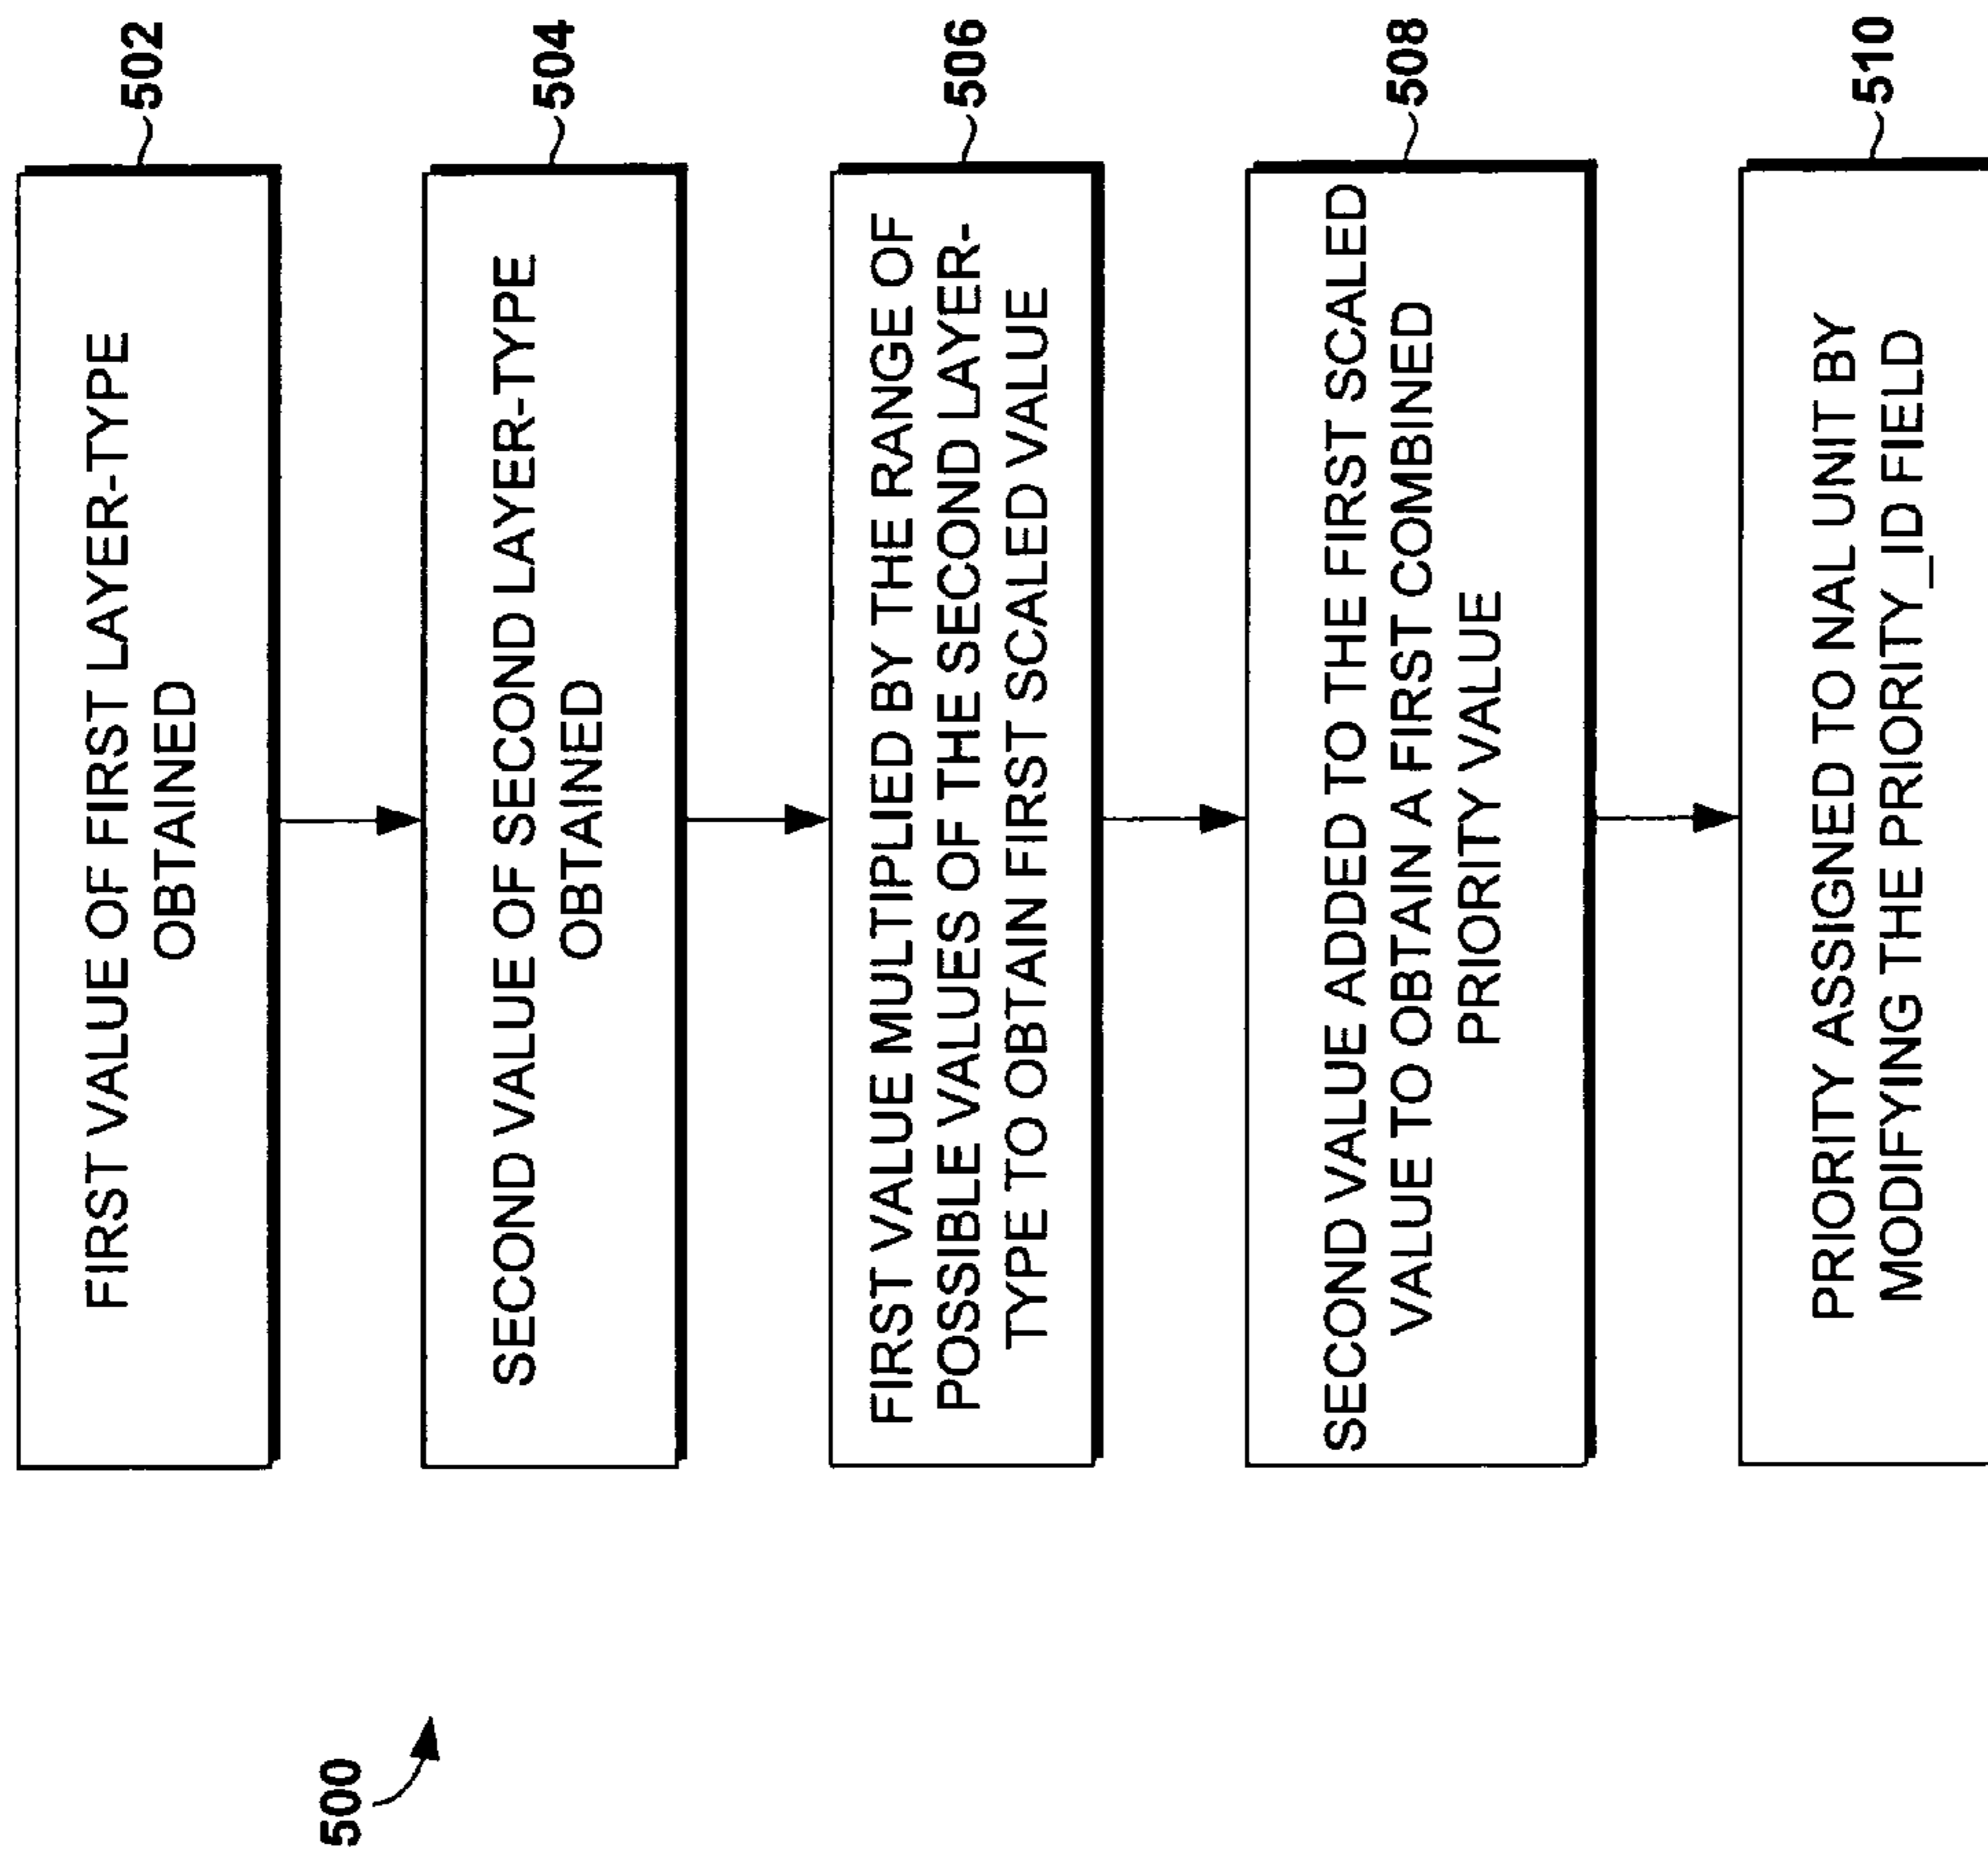 500
FIRST VALUE OF FIRST LAYER-TYPE
OBTAINED
502
SECOND VALUE OF SECOND LAYER-TYPE
OBTAINED
504
FIRST VALUE MULTIPLIED BY THE RANGE OF
POSSIBLE VALUES OF THE SECOND LAYER-
TYPE TO OBTAIN FIRST SCALED VALUE
506
SECOND VALUE ADDED TO THE FIRST SCALED
VALUE TO OBTAIN A FIRST COMBINED
PRIORITY VALUE
508
PRIORITY ASSIGNED TO NAL UNIT BY
MODIFYING THE PRIORITY_ID FIELD
510